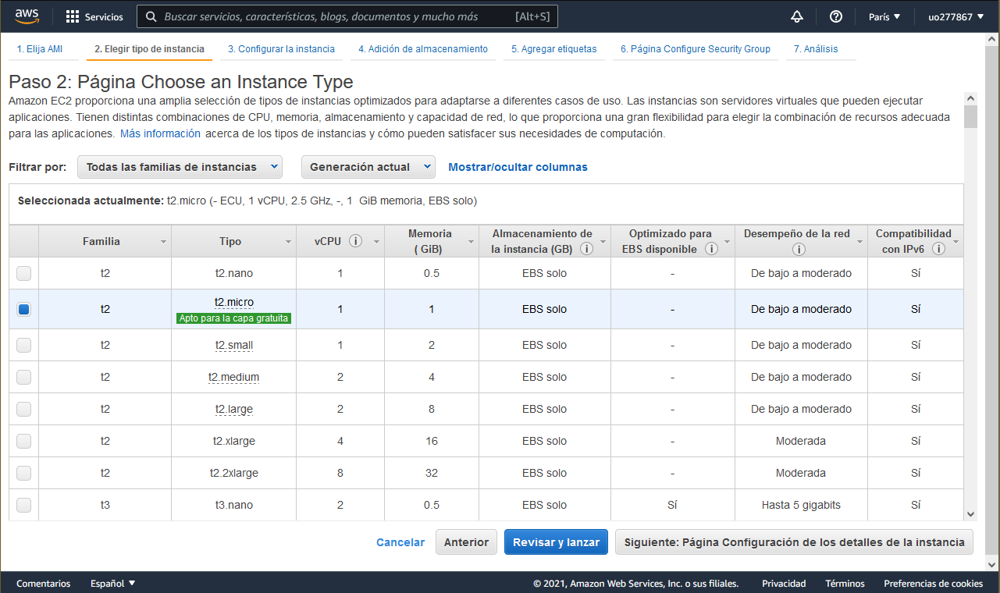 aws Servicios Buscar servicios, características, blogs, documentos y mucho más [Alt+S] París uo277867
1. Elija AMI 2. Elegir tipo de instancia 3. Configurar la instancia 4. Adición de almacenamiento 5. Agregar etiquetas 6. Página Configure Security Group 7. Análisis
Paso 2: Página Choose an Instance Type
Amazon EC2 proporciona una amplia selección de tipos de instancias optimizados para adaptarse a diferentes casos de uso. Las instancias son servidores virtuales que pueden ejecutar
aplicaciones. Tienen distintas combinaciones de CPU, memoria, almacenamiento y capacidad de red, lo que proporciona una gran flexibilidad para elegir la combinación de recursos adecuada
para las aplicaciones. Más información acerca de los tipos de instancias y cómo pueden satisfacer sus necesidades de computación.
Filtrar por: Todas las familias de instancias Generación actual Mostrar/ocultar columnas
Seleccionada actualmente: t2.micro (- ECU, 1 vCPU, 2.5 GHz, -, 1 GiB memoria, EBS solo)
Familia Tipo vCPU Memoria ( GiB) Almacenamiento de la instancia (GB) Optimizado para EBS disponible Desempeño de la red Compatibilidad con IPv6
t2 t2.nano 1 0.5 EBS solo - De bajo a moderado Sí
t2 t2.micro 1 1 EBS solo - De bajo a moderado Sí
Apto para la capa gratuita
t2 t2.small 1 2 EBS solo - De bajo a moderado Sí
t2 t2.medium 2 4 EBS solo - De bajo a moderado Sí
t2 t2.large 2 8 EBS solo - De bajo a moderado Sí
t2 t2.xlarge 4 16 EBS solo - Moderada Sí
t2 t2.2xlarge 8 32 EBS solo - Moderada Sí
t3 t3.nano 2 0.5 EBS solo Sí Hasta 5 gigabits Sí
Cancelar Anterior Revisar y lanzar Siguiente: Página Configuración de los detalles de la instancia
Comentarios Español © 2021, Amazon Web Services, Inc. o sus filiales. Privacidad Términos Preferencias de cookies